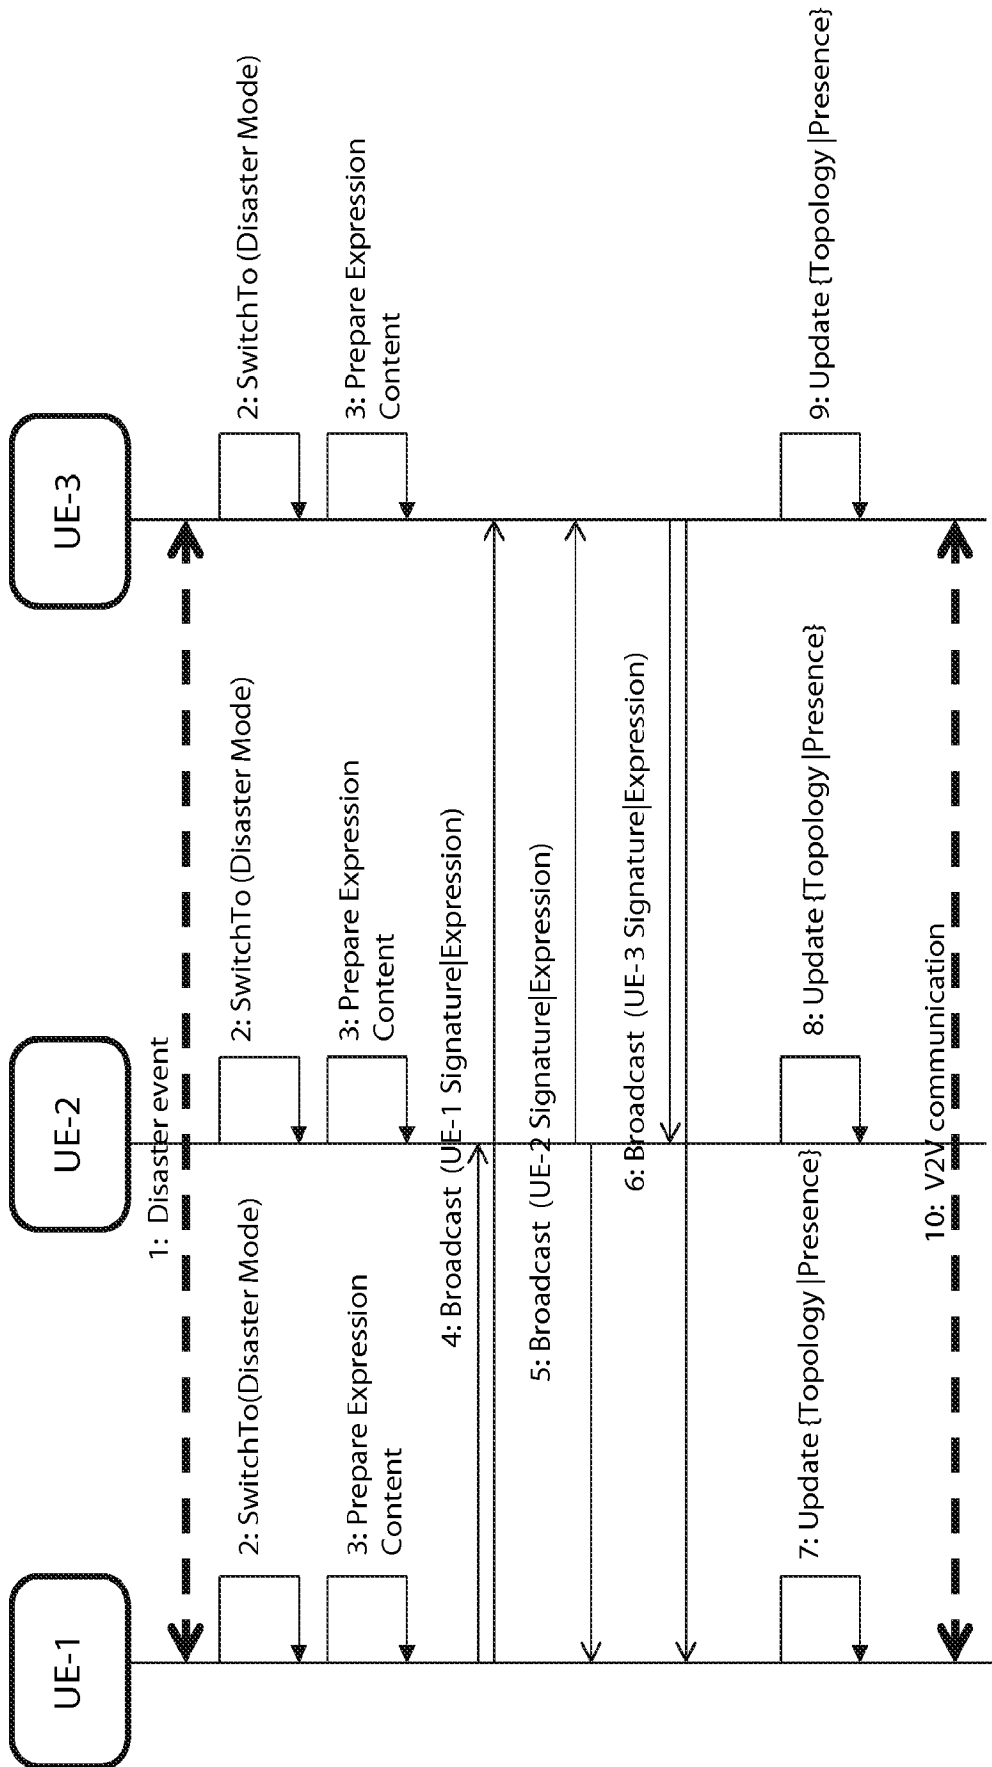 UE-1
UE-2
UE-3
1: Disaster event
2: SwitchTo(Disaster Mode)
2: SwitchTo (Disaster Mode)
2: SwitchTo (Disaster Mode)
3: Prepare Expression
Content
3: Prepare Expression
Content
3: Prepare Expression
Content
4: Broadcast (UE-1 Signature|Expression)
5: Broadcast (UE-2 Signature|Expression)
6: Broadcast (UE-3 Signature|Expression)
7: Update {Topology|Presence}
8: Update {Topology|Presence}
9: Update {Topology|Presence}
10: V2V communication